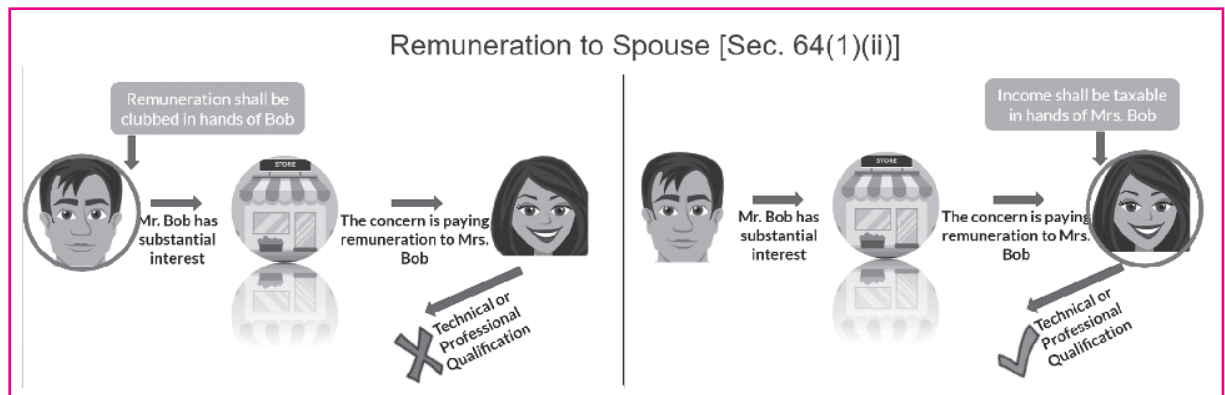 Remuneration to Spouse [Sec. 64(1)(ii)]
Remuneration shall be
clubbed in hands of Bob
STORE
Mr. Bob has
substantial
interest
The concern is paying
remuneration to Mrs.
Bob
Technical or
Professional
Qualification
Income shall be taxable
in hands of Mrs. Bob
STORE
Mr. Bob has
substantial
interest
The concern is paying
remuneration to Mrs.
Bob
Technical or
Professional
Qualification